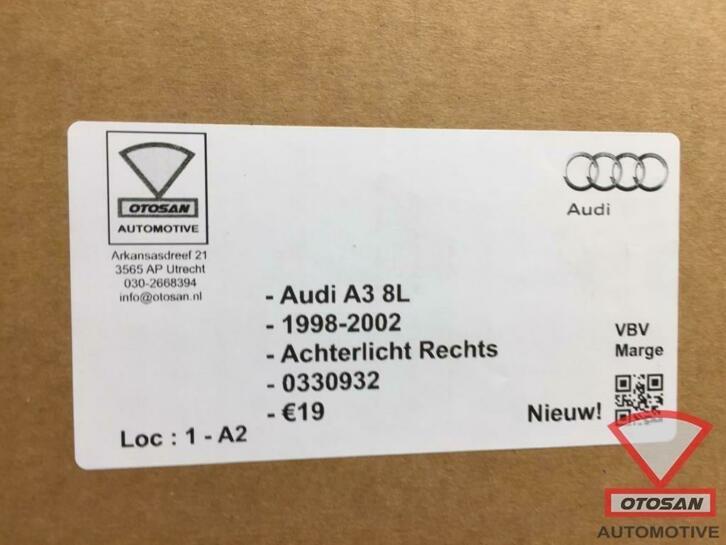 OTOSAN
AUTOMOTIVE
Arkansasdreef 21
3565 AP Utrecht
030-2668394
info@otosan.nl
Audi
- Audi A3 8L
- 1998-2002
- Achterlicht Rechts
- 0330932
- €19
VBV
Marge
Nieuw!
Loc : 1 - A2
OTOSAN
AUTOMOTIVE